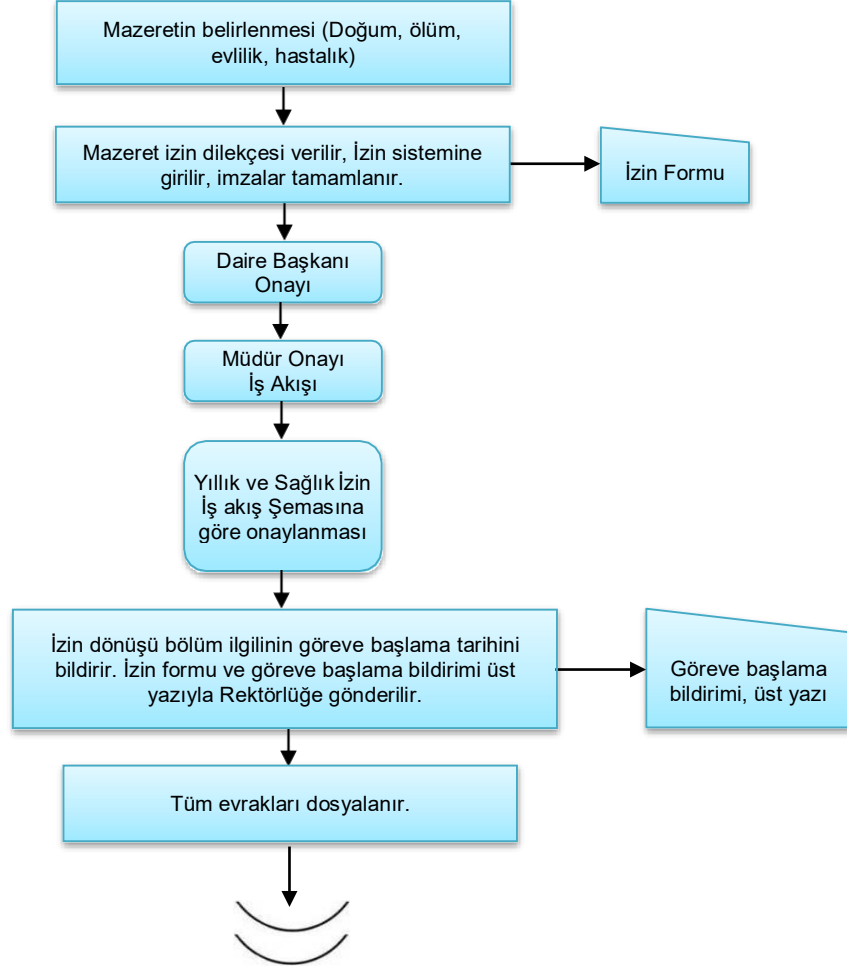 Mazeretin belirlenmesi (Doğum, ölüm,
evlilik, hastalık)
Mazeret izin dilekçesi verilir, İzin sistemine
girilir, imzalar tamamlanır.
İzin Formu
Daire Başkanı
Onayı
Müdür Onayı
İş Akışı
Yıllık ve Sağlık İzin
İş akış Şemasına
göre onaylanması
İzin dönüşü bölüm ilgilinin göreve başlama tarihini
bildirir. İzin formu ve göreve başlama bildirimi üst
yazıyla Rektörlüğe gönderilir.
Göreve başlama
bildirimi, üst yazı
Tüm evrakları dosyalanır.